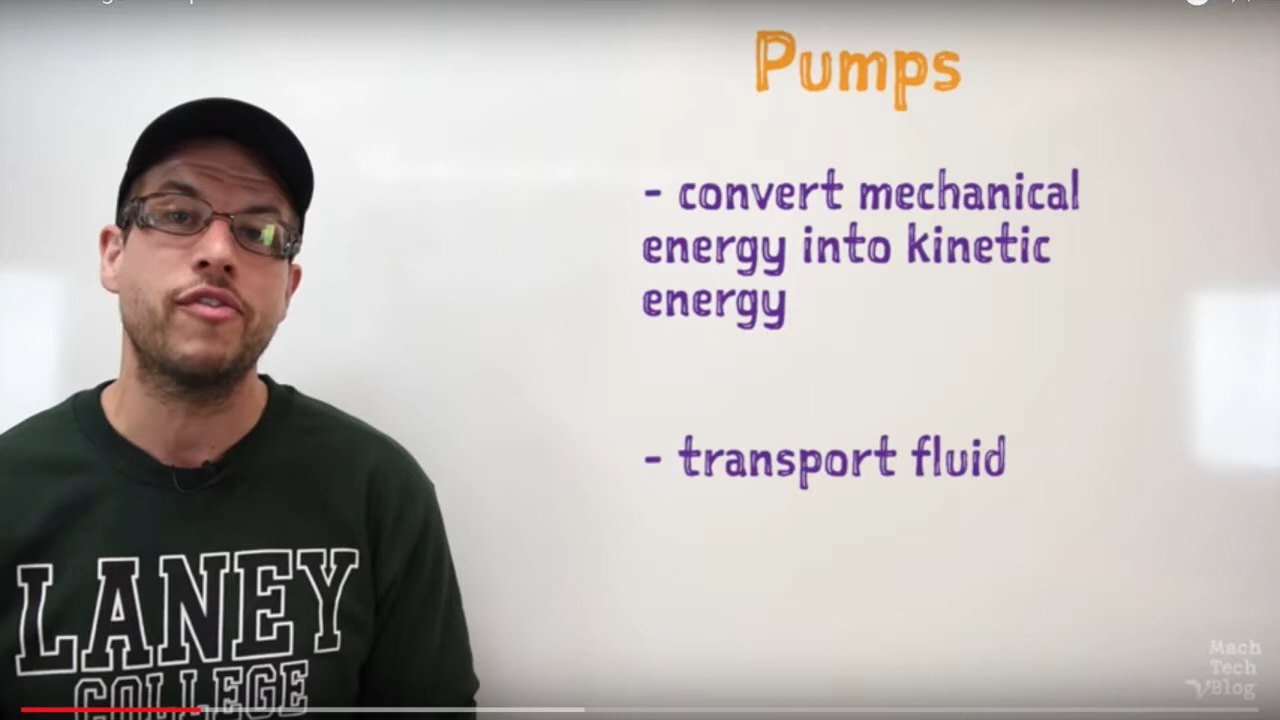 Pumps
- convert mechanical
energy into kinetic
energy
- transport fluid
LANEY
COLLEGE
Mach
Tech
VBlog